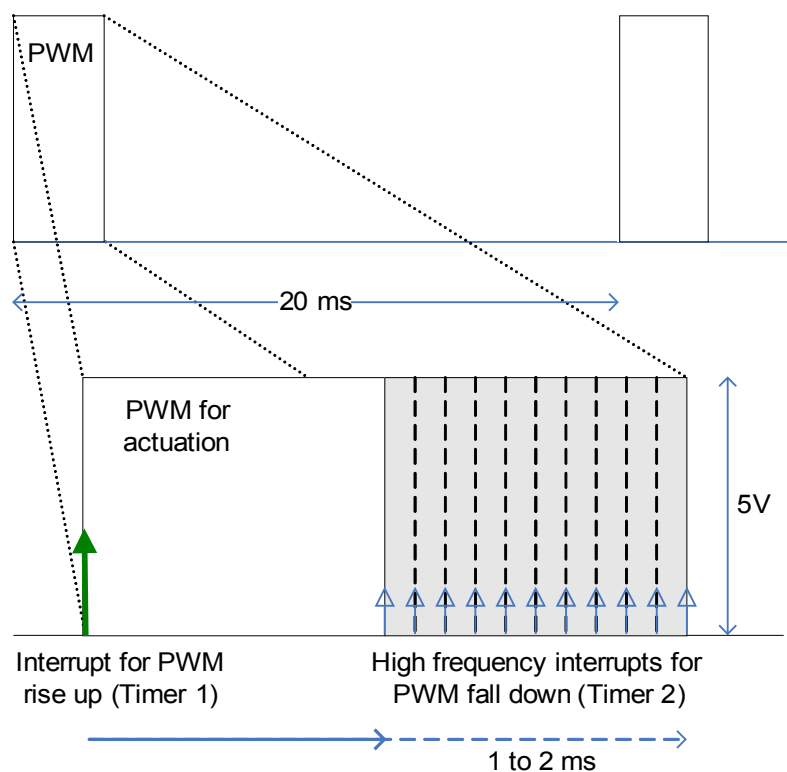 PWM
20 ms
PWM for
actuation
5V
Interrupt for PWM
rise up (Timer 1)
High frequency interrupts for
PWM fall down (Timer 2)
1 to 2 ms